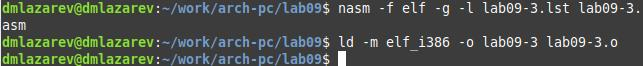 dmlazarev@dmlazarev:~/work/arch-pc/lab09$ nasm -f elf -g -l lab09-3.lst lab09-3.
asm
dmlazarev@dmlazarev:~/work/arch-pc/lab09$ ld -m elf_i386 -o lab09-3 lab09-3.o
dmlazarev@dmlazarev:~/work/arch-pc/lab09$